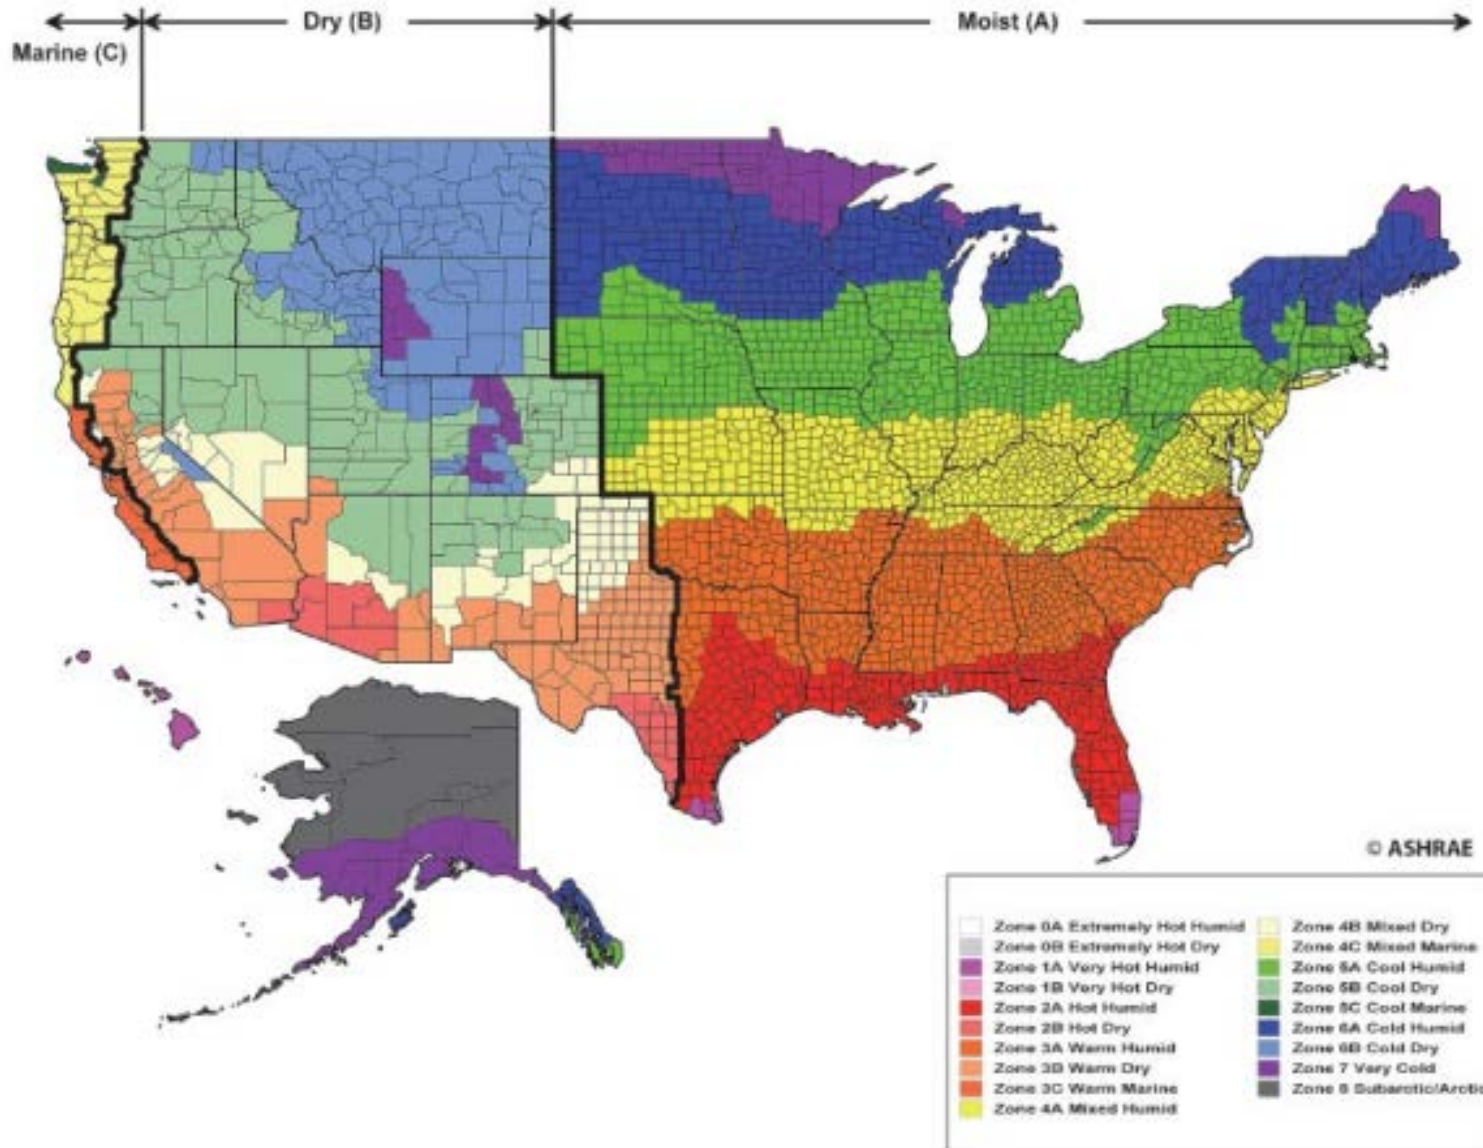 Dry (B)
Moist (A)
Marine (C)
© ASHRAE
Zone 0A Extremely Hot Humid
Zone 0B Extremely Hot Dry
Zone 1A Very Hot Humid
Zone 1B Very Hot Dry
Zone 2A Hot Humid
Zone 2B Hot Dry
Zone 3A Warm Humid
Zone 3B Warm Dry
Zone 3C Warm Marine
Zone 4A Mixed Humid
Zone 4B Mixed Dry
Zone 4C Mixed Marine
Zone 5A Cool Humid
Zone 5B Cool Dry
Zone 5C Cool Marine
Zone 6A Cold Humid
Zone 6B Cold Dry
Zone 7 Very Cold
Zone 8 Subarctic/Arctic